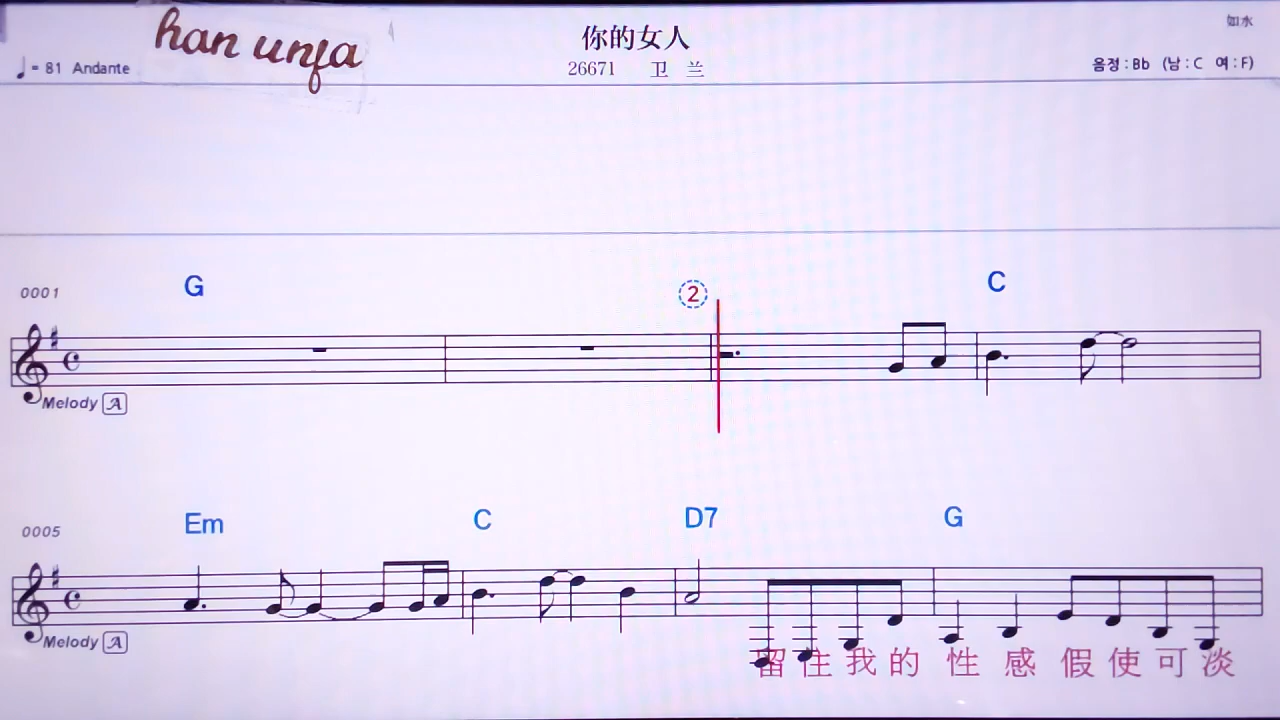 如水
han unja
你的女人
♩= 81 Andante
26671 卫 兰
음정 : Bb (남 : C 여 : F)
0001
G
2
C
Melody A
0005
Em
C
D7
G
Melody A
留 住 我 的 性 感 假 使 可 淡